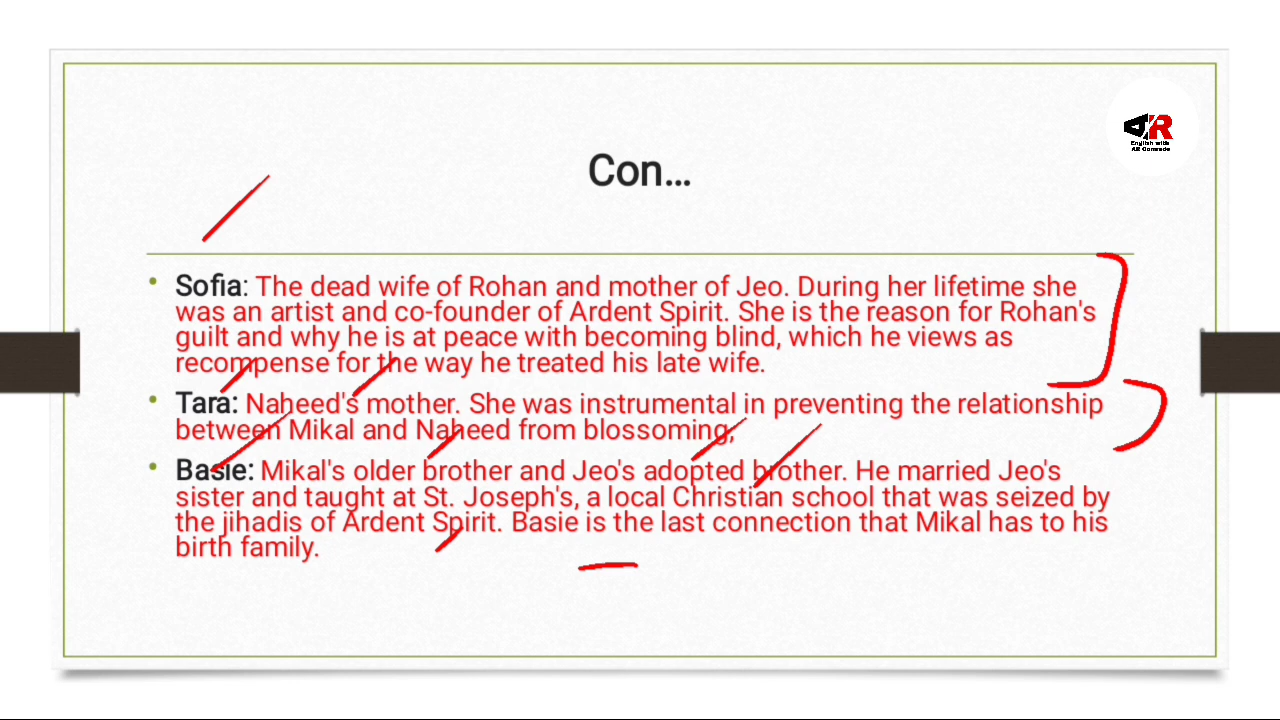 AR
English with
AR Comrade
Con...
• Sofia: The dead wife of Rohan and mother of Jeo. During her lifetime she
was an artist and co-founder of Ardent Spirit. She is the reason for Rohan's
guilt and why he is at peace with becoming blind, which he views as
recompense for the way he treated his late wife.
• Tara: Naheed's mother. She was instrumental in preventing the relationship
between Mikal and Naheed from blossoming,
• Basie: Mikal's older brother and Jeo's adopted brother. He married Jeo's
sister and taught at St. Joseph's, a local Christian school that was seized by
the jihadis of Ardent Spirit. Basie is the last connection that Mikal has to his
birth family.